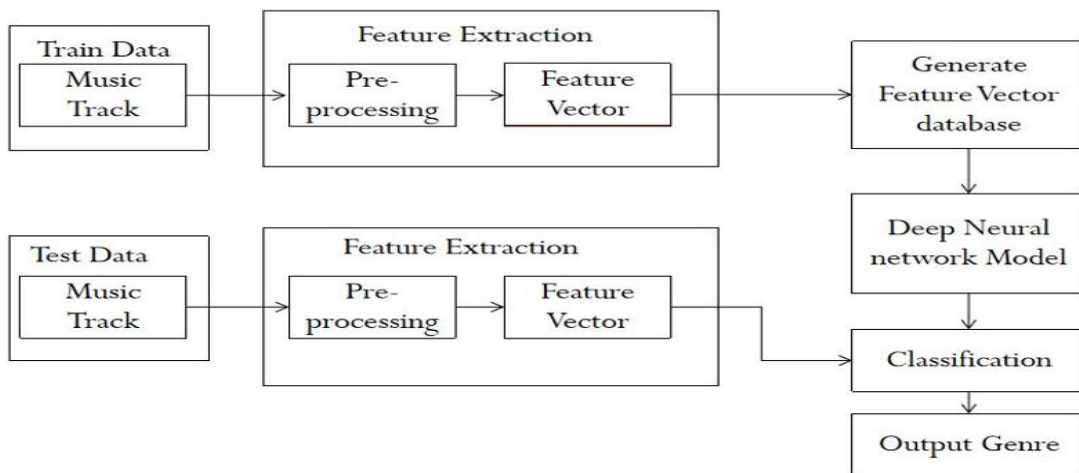 Train Data
Music
Track
Feature Extraction
Pre-
processing
Feature
Vector
Generate
Feature Vector
database
Deep Neural
network Model
Test Data
Music
Track
Feature Extraction
Pre-
processing
Feature
Vector
Classification
Output Genre